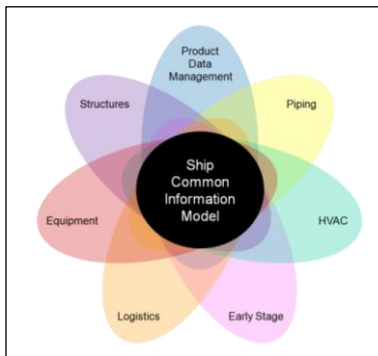 Product
Data
Management
Structures
Piping
Ship
Common
Information
Model
Equipment
HVAC
Logistics
Early Stage